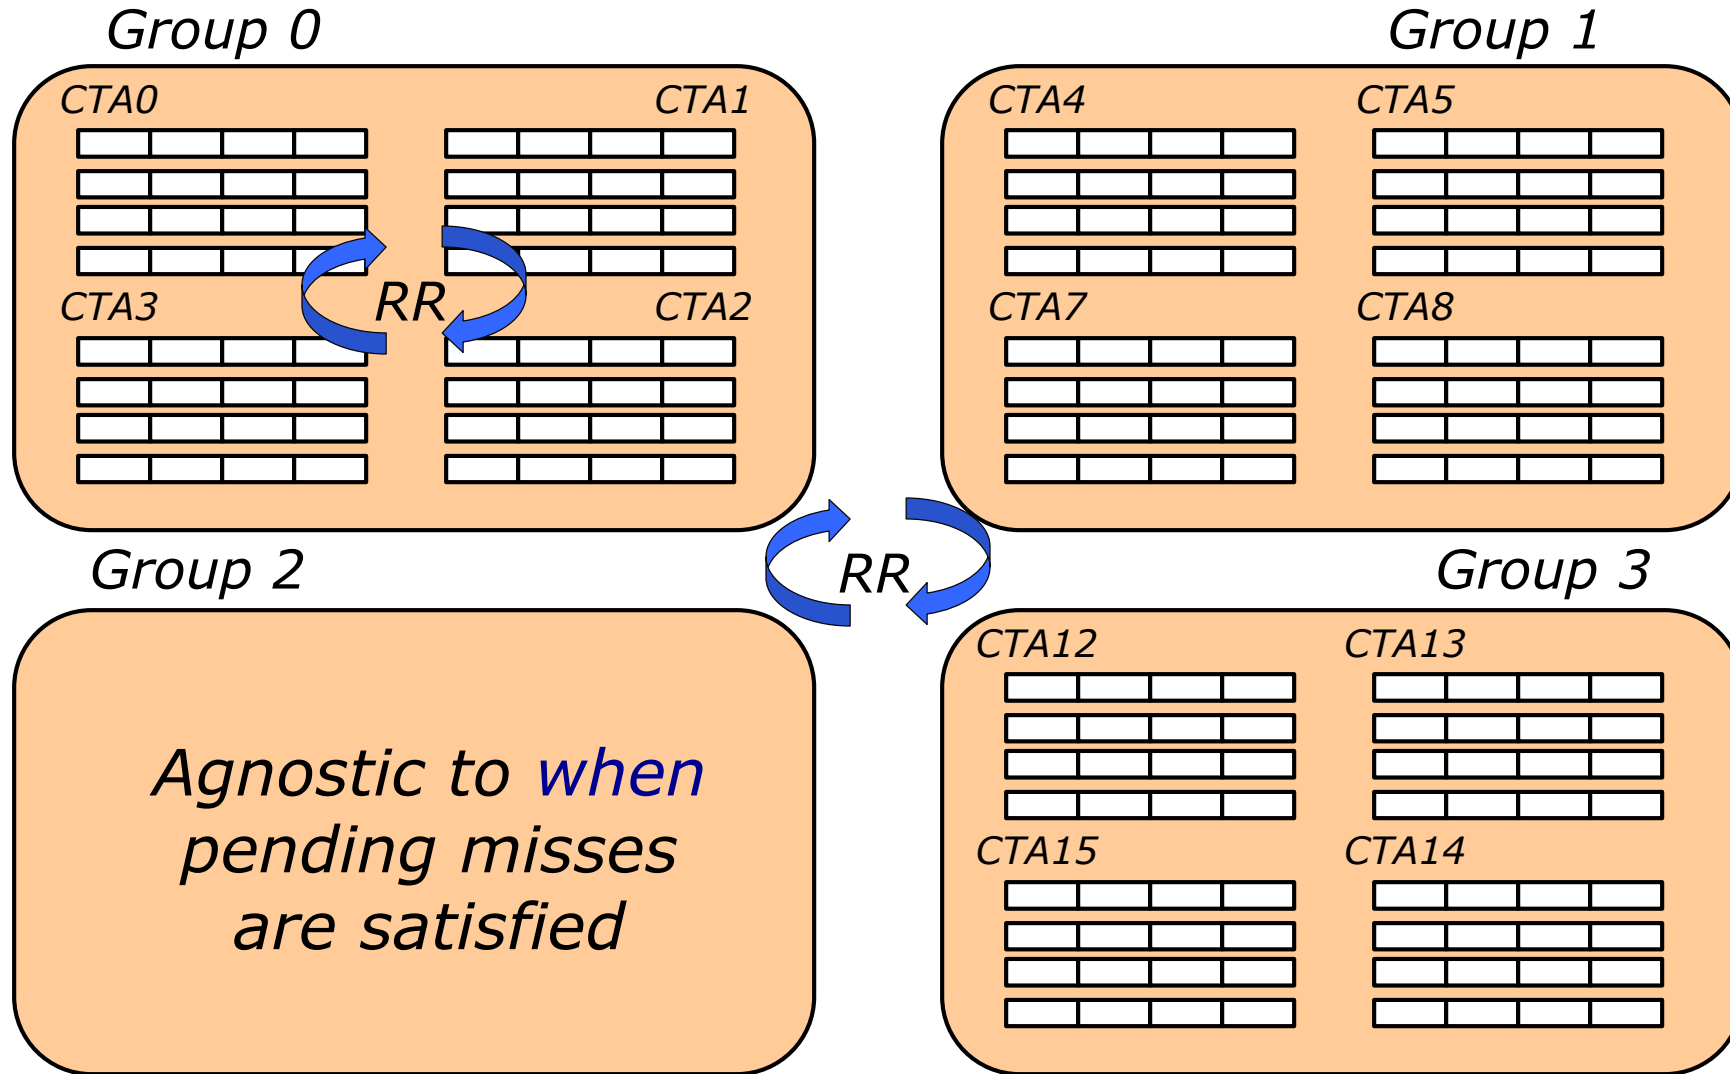 Group 0
Group 1
CTA0
CTA1
CTA4
CTA5
RR
CTA3
CTA2
CTA7
CTA8
RR
Group 2
Group 3
CTA12
CTA13
Agnostic to when
pending misses
are satisfied
CTA15
CTA14